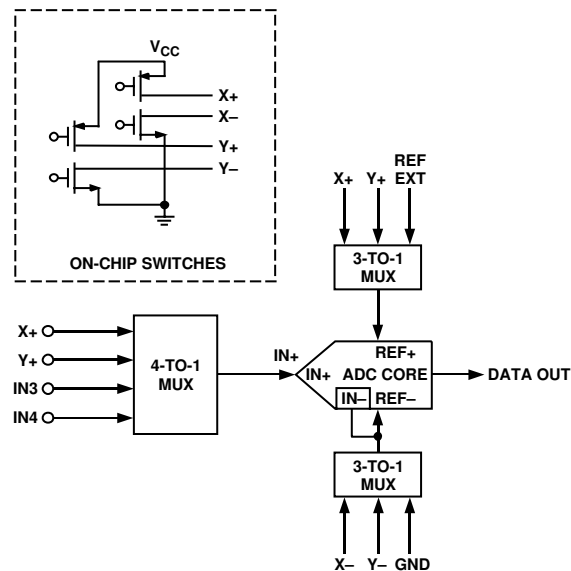 VCC
X+
X–
Y+
Y–
ON-CHIP SWITCHES
X+ Y+ REF EXT
3-TO-1 MUX
X+
Y+
IN3
IN4
4-TO-1 MUX
IN+
IN+
REF+
ADC CORE
IN– REF–
DATA OUT
3-TO-1 MUX
X– Y– GND